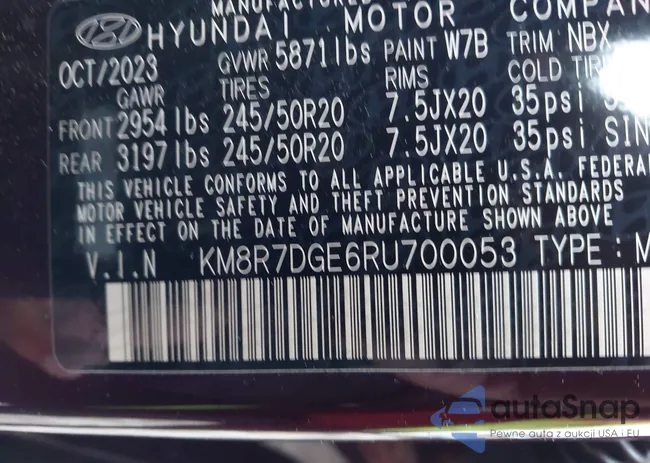 MANUFACTURED
HYUNDAI MOTOR COMPAN
OCT/2023 GVWR 5871lbs PAINT W7B TRIM NBX
GAWR TIRES RIMS COLD TIRE
FRONT 2954 lbs 245/50R20 7.5JX20 35psi S
REAR 3197 lbs 245/50R20 7.5JX20 35psi SIN
THIS VEHICLE CONFORMS TO ALL APPLICABLE U.S.A. FEDERAL
MOTOR VEHICLE SAFETY AND THEFT PREVENTION STANDARDS
IN EFFECT ON THE DATE OF MANUFACTURE SHOWN ABOVE
V.I.N KM8R7DGE6RU700053 TYPE: M
autaSnap
Pewne auta z aukcji USA i EU